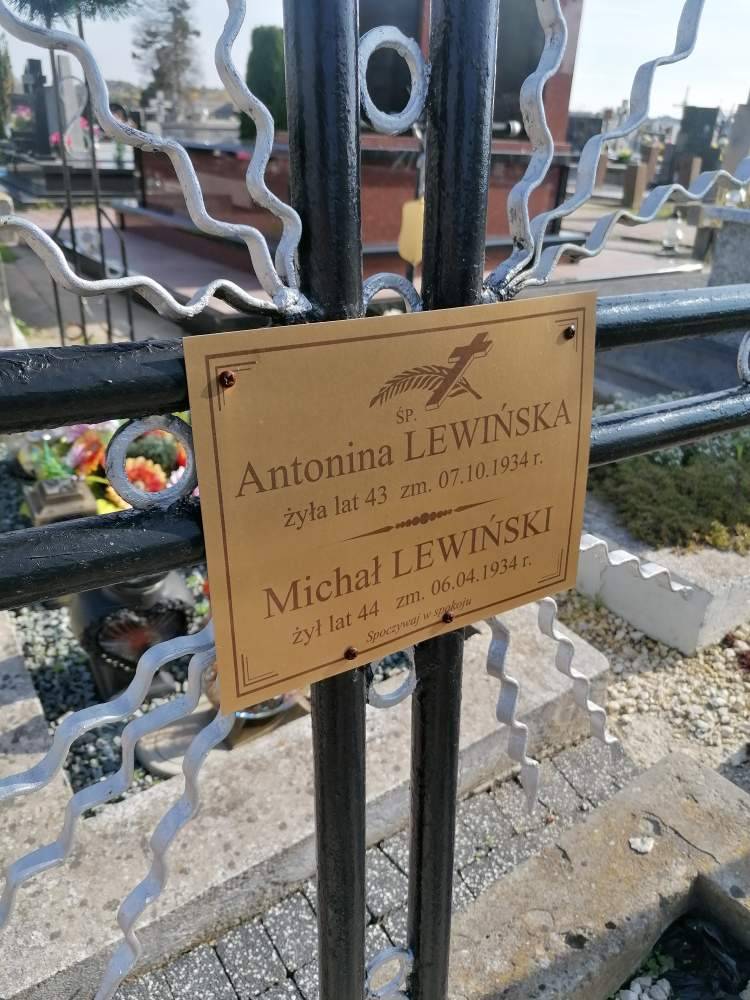 ŚP.
Antonina LEWIŃSKA
żyła lat 43 zm. 07.10.1934 r.
Michał LEWIŃSKI
żył lat 44 zm. 06.04.1934 r.
Spoczywaj w spokoju